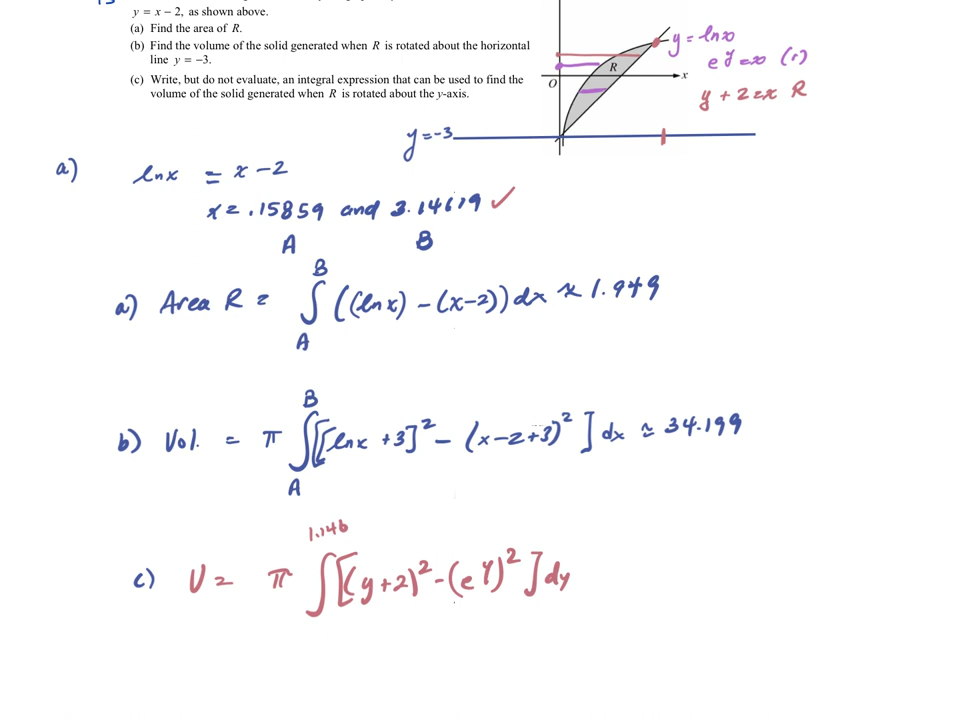 y = x − 2, as shown above.
(a) Find the area of R.
(b) Find the volume of the solid generated when R is rotated about the horizontal
line y = −3.
(c) Write, but do not evaluate, an integral expression that can be used to find the
volume of the solid generated when R is rotated about the y-axis.
y = ln x
e^y = x (r)
y + 2 = x R
R
x
O
y = -3
a) ln x = x - 2
x = .15859 and 3.14619 ✓
A B
B
a) Area R = ∫ ((ln x) - (x-2)) dx ≈ 1.949
A
B
b) Vol. = π ∫ [[ln x + 3]² - (x-2+3)² ] dx ≈ 34.199
A
1.146
c) V = π ∫ [(y+2)² - (e^y)² ] dy